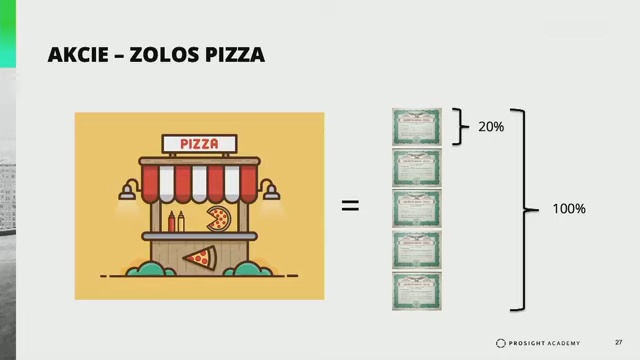 AKCIE – ZOLOS PIZZA
PIZZA
=
20%
100%
PROSIGHT ACADEMY
27